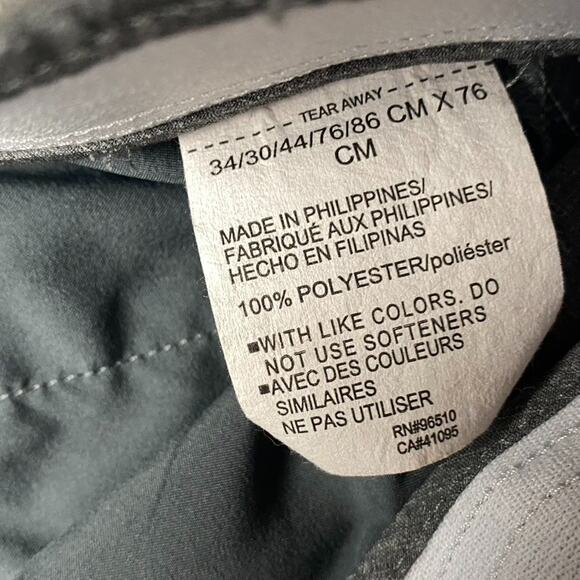 TEAR AWAY
34/30/44/76/86 CM X 76
CM
MADE IN PHILIPPINES/
FABRIQUÉ AUX PHILIPPINES/
HECHO EN FILIPINAS
100% POLYESTER/poliéster
■WITH LIKE COLORS. DO
NOT USE SOFTENERS
■AVEC DES COULEURS
SIMILAIRES
NE PAS UTILISER
RN#96510
CA#41095